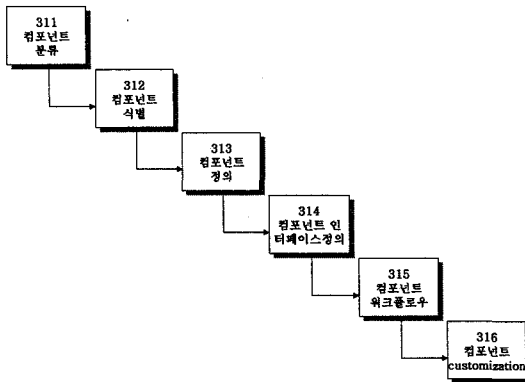 311
컴포넌트
분류
312
컴포넌트
식별
313
컴포넌트
정의
314
컴포넌트 인
터페이스정의
315
컴포넌트
워크플로우
316
컴포넌트
customization